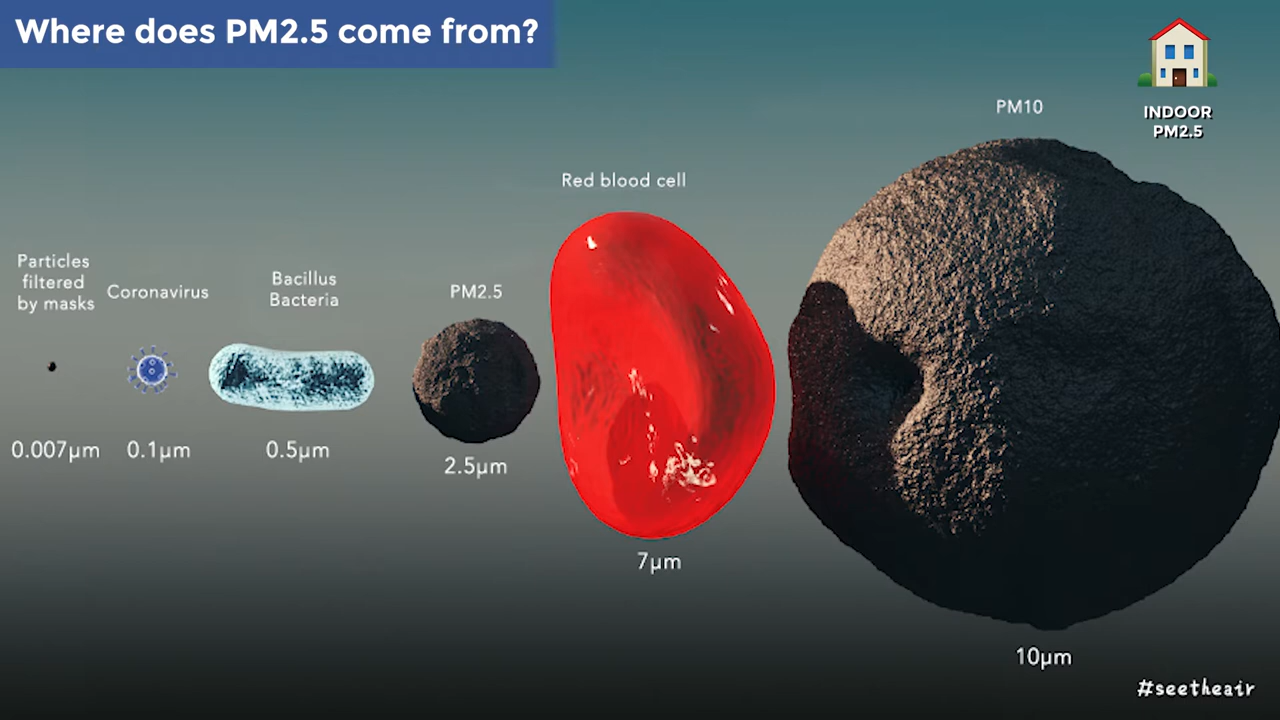 Where does PM2.5 come from?
INDOOR
PM2.5
PM10
Red blood cell
Particles
filtered
by masks
Coronavirus
Bacillus
Bacteria
PM2.5
0.007µm
0.1µm
0.5µm
2.5µm
7µm
10µm
#seetheair